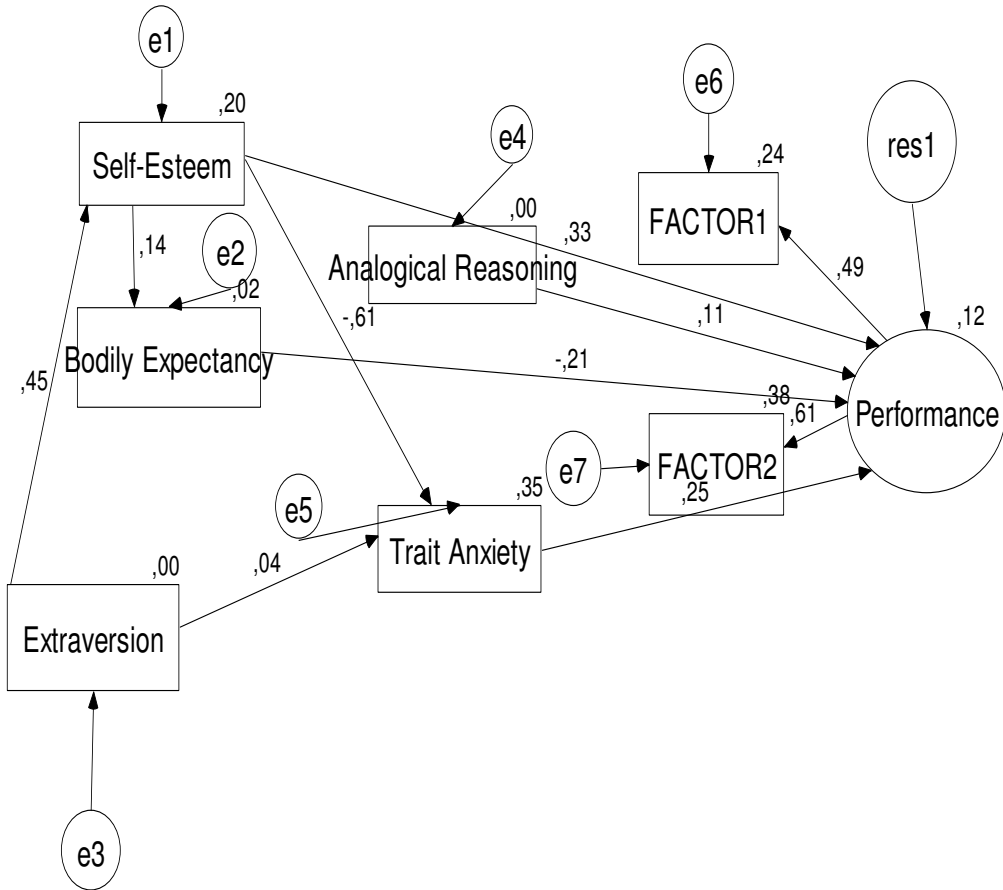 e1
,20
Self-Esteem
e6
e4
res1
,24
FACTOR1
,00
,33
Analogical Reasoning
,14
e2
,02
,49
-,61
,11
,12
Bodily Expectancy
-,21
,45
,38
,61
Performance
FACTOR2
e7
,25
e5
,35
Trait Anxiety
,00
,04
Extraversion
e3